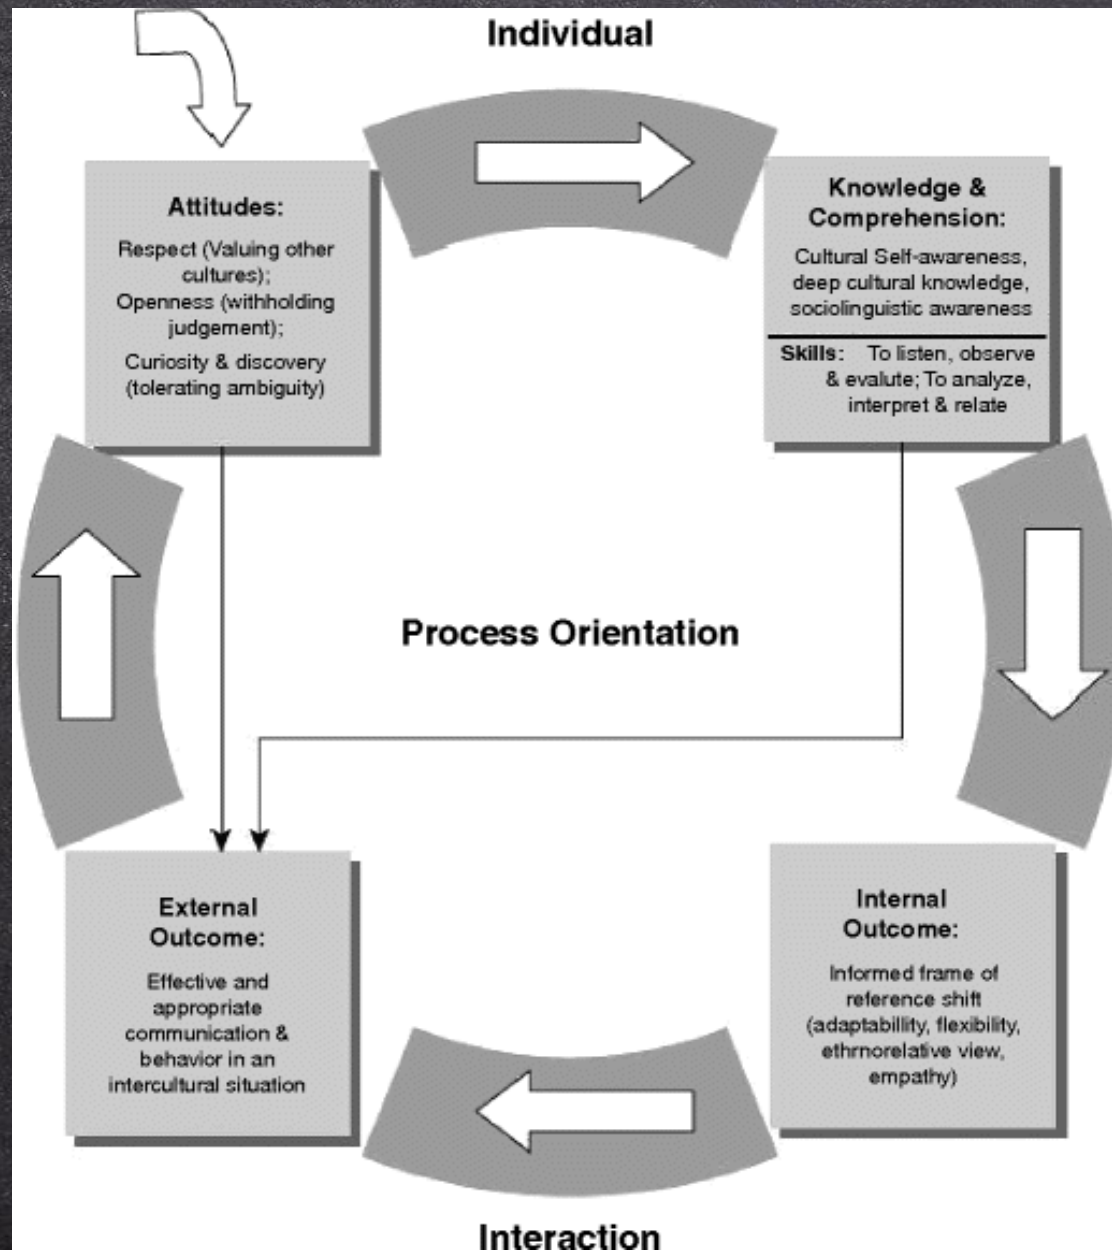 Individual
Attitudes:
Respect (Valuing other
cultures);
Openness (withholding
judgement);
Curiosity & discovery
(tolerating ambiguity)
Knowledge &
Comprehension:
Cultural Self-awareness,
deep cultural knowledge,
sociolinguistic awareness
Skills: To listen, observe
& evalute; To analyze,
interpret & relate
Process Orientation
External
Outcome:
Effective and
appropriate
communication &
behavior in an
intercultural situation
Internal
Outcome:
Informed frame of
reference shift
(adaptabillity, flexibility,
ethrnorelative view,
empathy)
Interaction